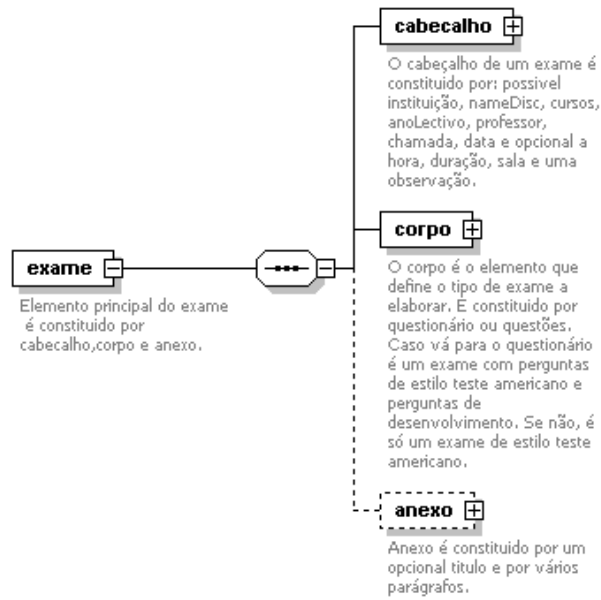 cabecalho
O cabeçalho de um exame é
constituido por: possivel
instituição, nameDisc, cursos,
anoLectivo, professor,
chamada, data e opcional a
hora, duração, sala e uma
observação.
corpo
O corpo é o elemento que
define o tipo de exame a
elaborar. É constituido por
questionário ou questões.
Caso vá para o questionário
é um exame com perguntas
de estilo teste americano e
perguntas de
desenvolvimento. Se não, é
só um exame de estilo teste
americano.
exame
Elemento principal do exame
é constituido por
cabecalho,corpo e anexo.
anexo
Anexo é constituido por um
opcional titulo e por vários
parágrafos.